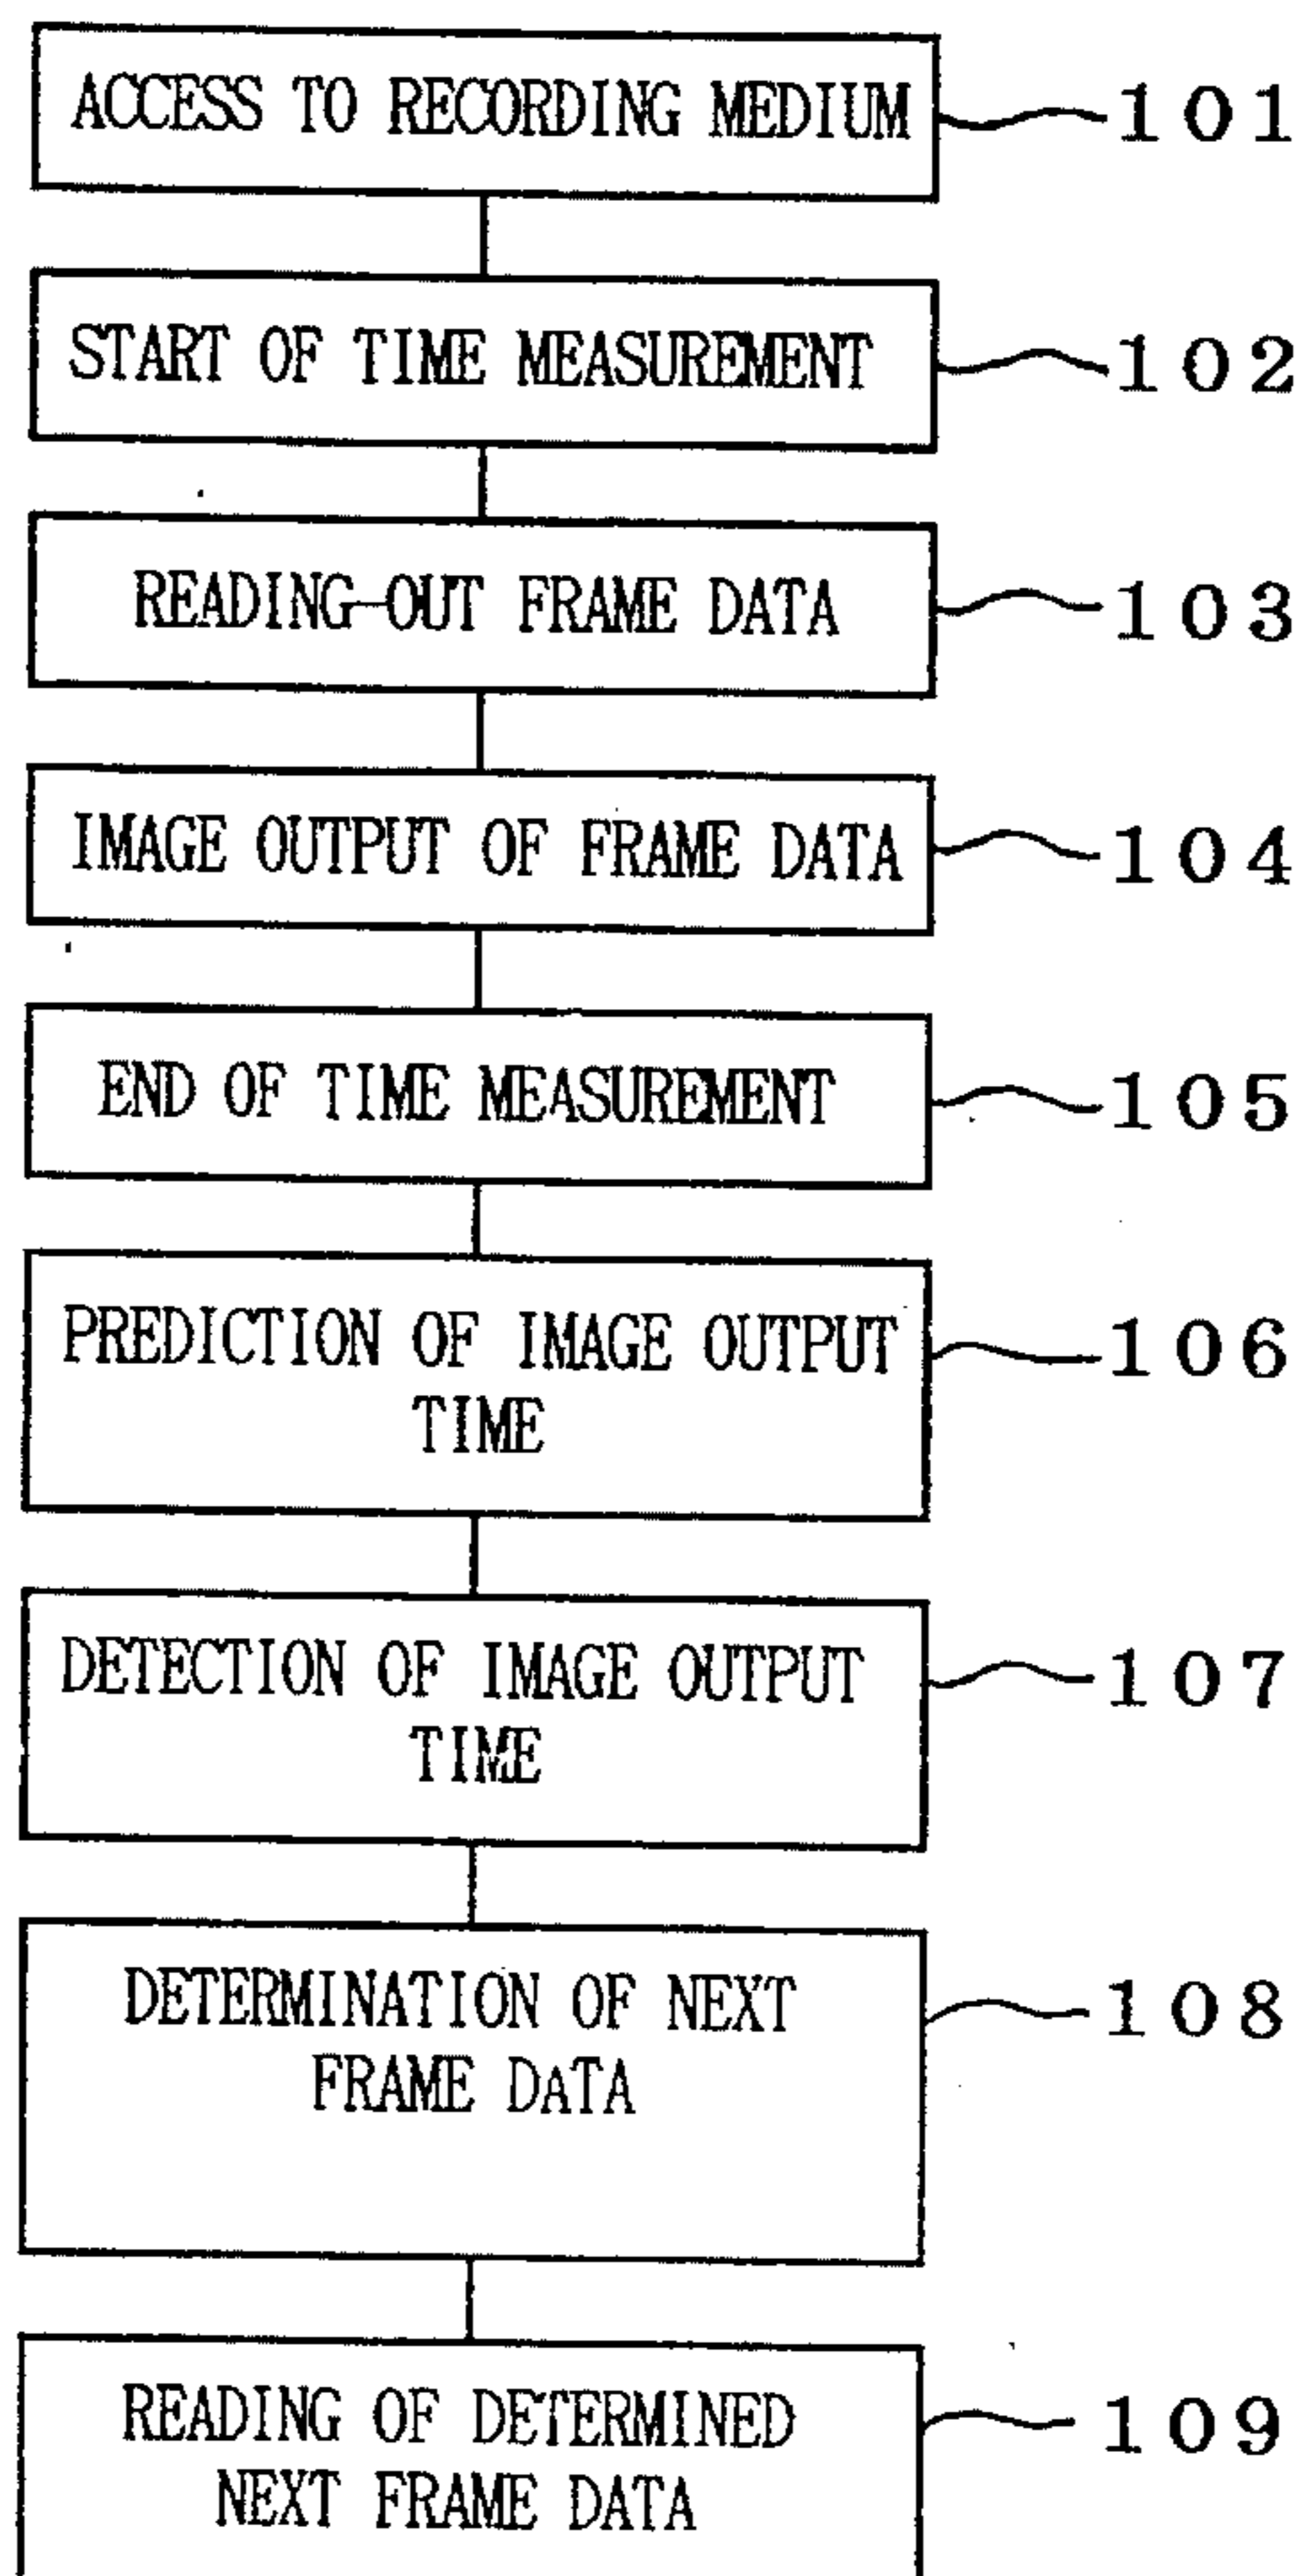 ACCESS TO RECORDING MEDIUM 101
START OF TIME MEASUREMENT 102
READING-OUT FRAME DATA 103
IMAGE OUTPUT OF FRAME DATA 104
END OF TIME MEASUREMENT 105
PREDICTION OF IMAGE OUTPUT 106
TIME
DETECTION OF IMAGE OUTPUT 107
TIME
DETERMINATION OF NEXT 108
FRAME DATA
READING OF DETERMINED 109
NEXT FRAME DATA